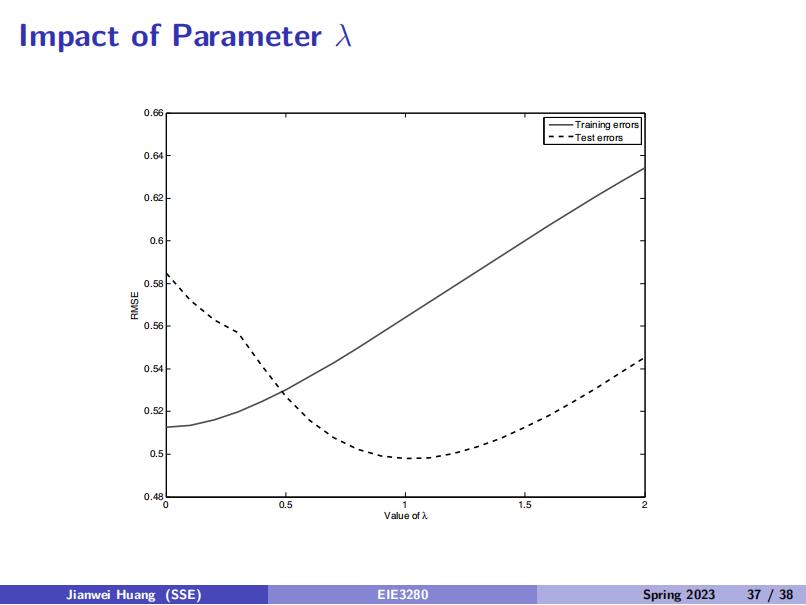 Impact of Parameter λ
0.66
0.64
0.62
0.6
0.58
0.56
0.54
0.52
0.5
0.48
RMSE
Training errors
Test errors
0 0.5 1 1.5 2
Value of λ
Jianwei Huang (SSE) EIE3280 Spring 2023 37 / 38